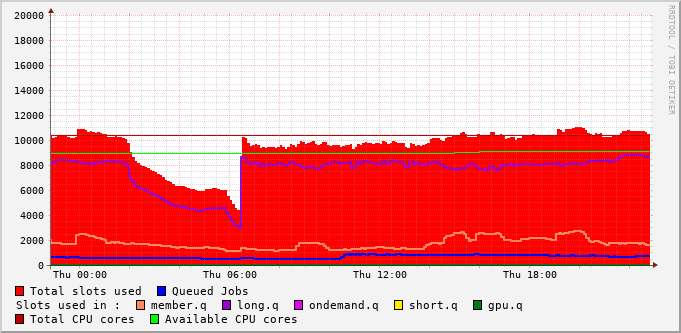 20000
18000
16000
14000
12000
10000
8000
6000
4000
2000
0
Thu 00:00 Thu 06:00 Thu 12:00 Thu 18:00
RRDTOOL / TOBI OETIKER
Total slots used Queued Jobs
Slots used in : member.q long.q ondemand.q short.q gpu.q
Total CPU cores Available CPU cores